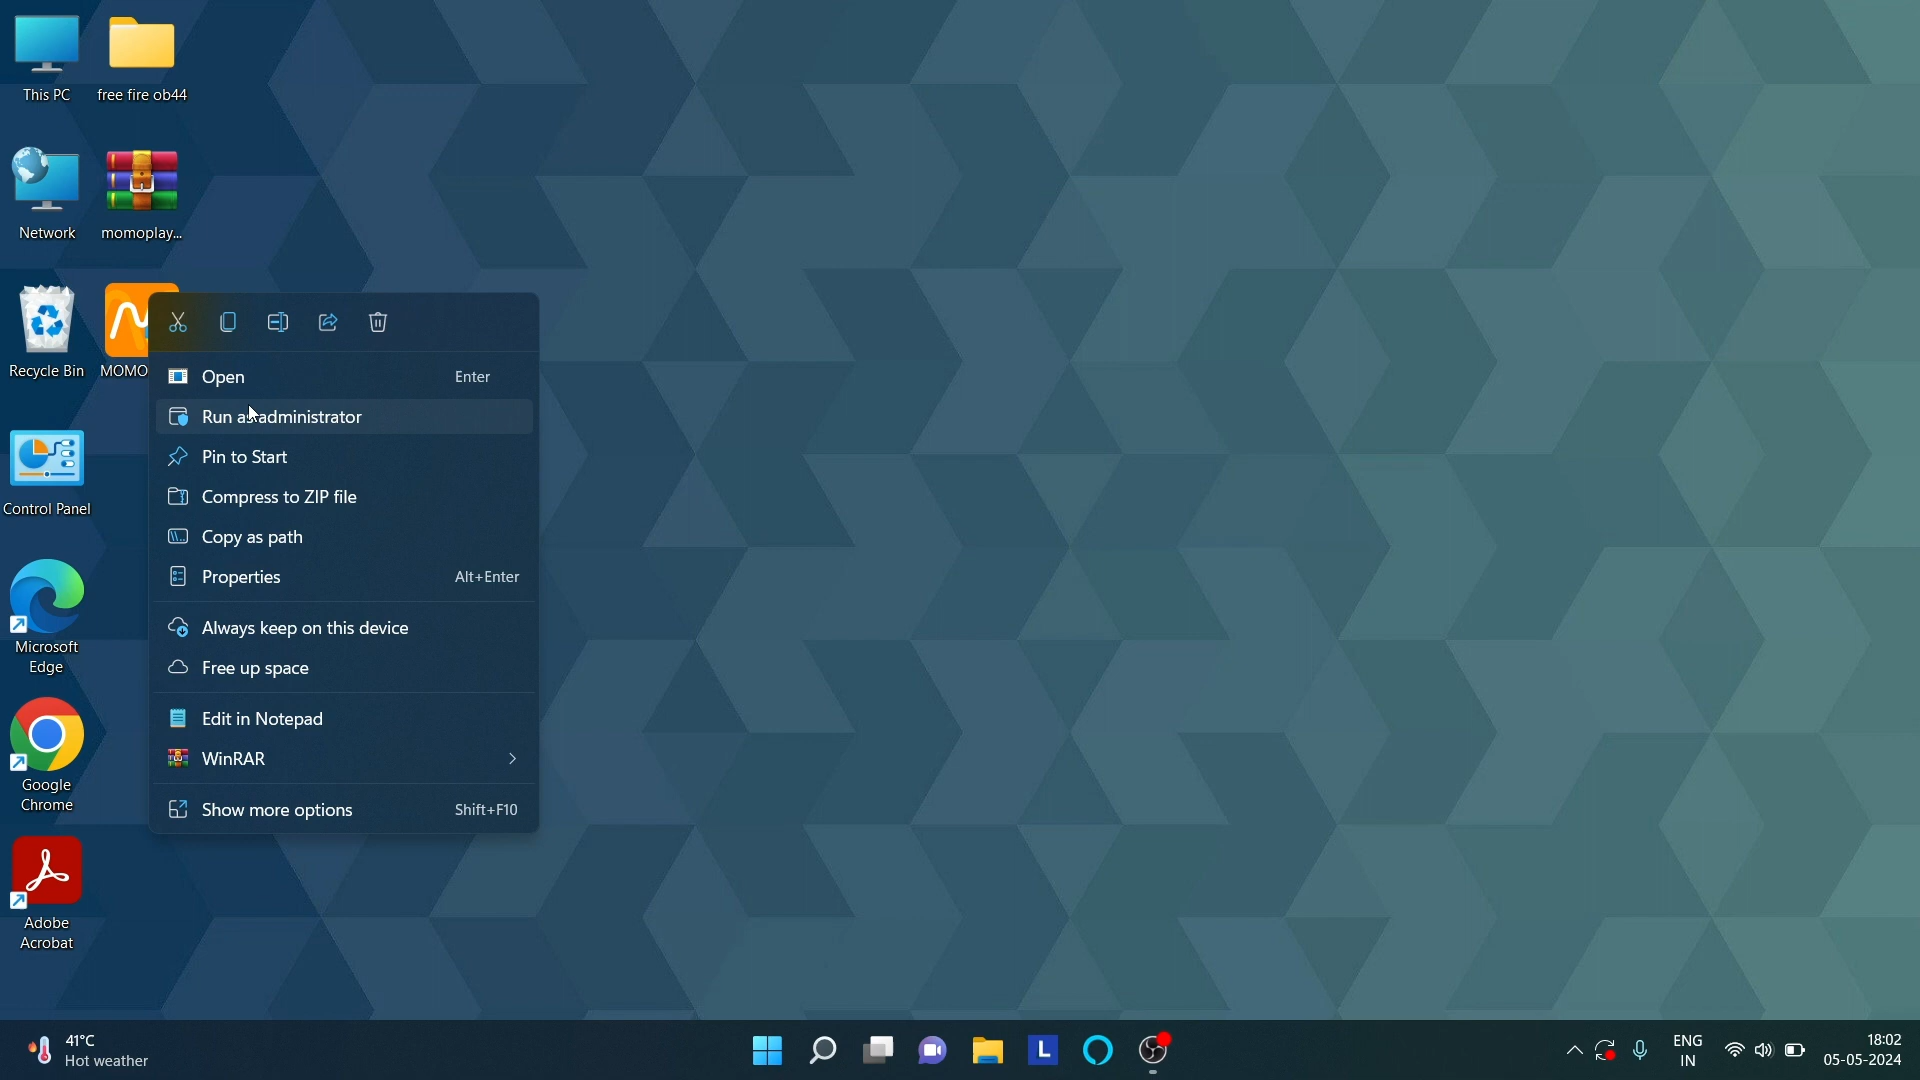 This PC
free fire ob44
Network
momoplay...
Recycle Bin
MOMO
Control Panel
Microsoft
Edge
Google
Chrome
Adobe
Acrobat
Open Enter
Run as administrator
Pin to Start
Compress to ZIP file
Copy as path
Properties Alt+Enter
Always keep on this device
Free up space
Edit in Notepad
WinRAR
Show more options Shift+F10
41°C
Hot weather
L
ENG
IN
18:02
05-05-2024